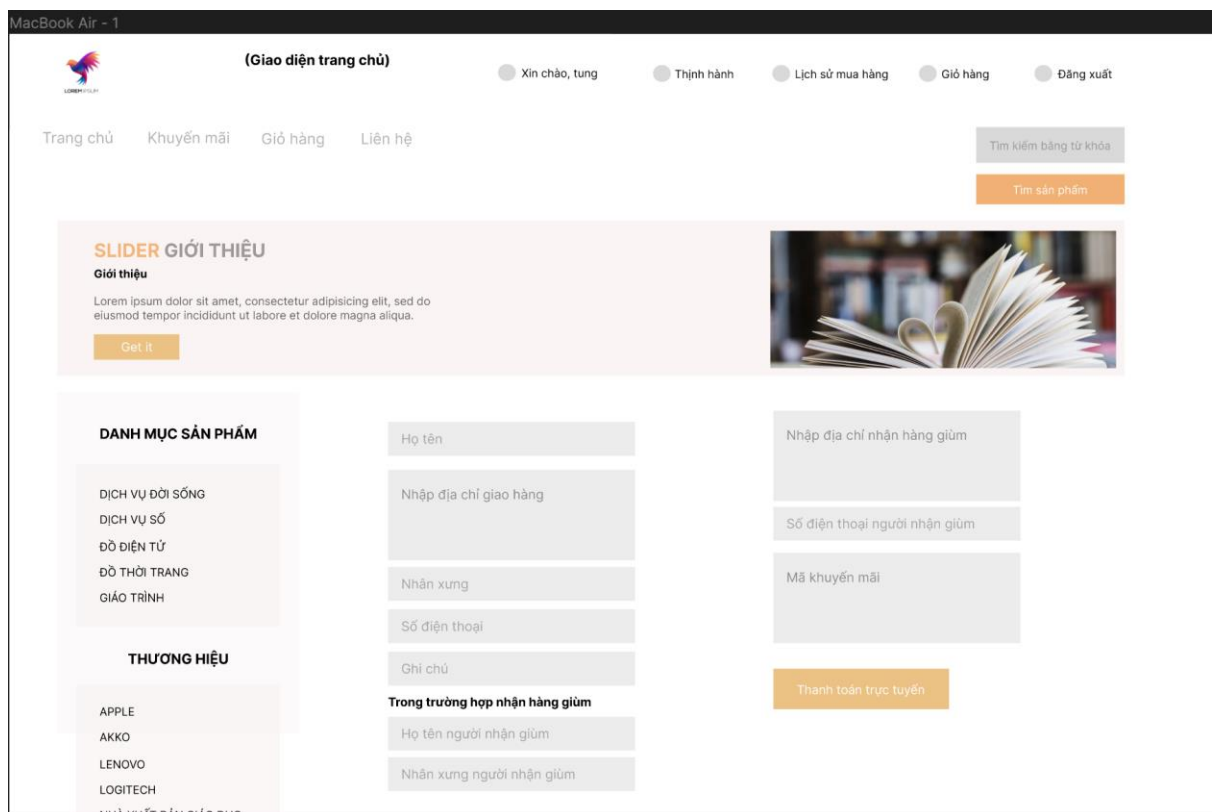 MacBook Air - 1
(Giao diện trang chủ)
Xin chào, tung
Thịnh hành
Lịch sử mua hàng
Giỏ hàng
Đăng xuất
LOREM IPSUM
Trang chủ
Khuyến mãi
Giỏ hàng
Liên hệ
Tìm kiếm bằng từ khóa
Tìm sản phẩm
SLIDER GIỚI THIỆU
Giới thiệu
Lorem ipsum dolor sit amet, consectetur adipisicing elit, sed do
eiusmod tempor incididunt ut labore et dolore magna aliqua.
Get it
DANH MỤC SẢN PHẨM
DỊCH VỤ ĐỜI SỐNG
DỊCH VỤ SỐ
ĐỒ ĐIỆN TỬ
ĐỒ THỜI TRANG
GIÁO TRÌNH
THƯƠNG HIỆU
APPLE
AKKO
LENOVO
LOGITECH
NHÀ XUẤT BẢN GIÁO DỤC
Họ tên
Nhập địa chỉ giao hàng
Nhân xưng
Số điện thoại
Ghi chú
Trong trường hợp nhận hàng giùm
Họ tên người nhận giùm
Nhân xưng người nhận giùm
Nhập địa chỉ nhận hàng giùm
Số điện thoại người nhận giùm
Mã khuyến mãi
Thanh toán trực tuyến